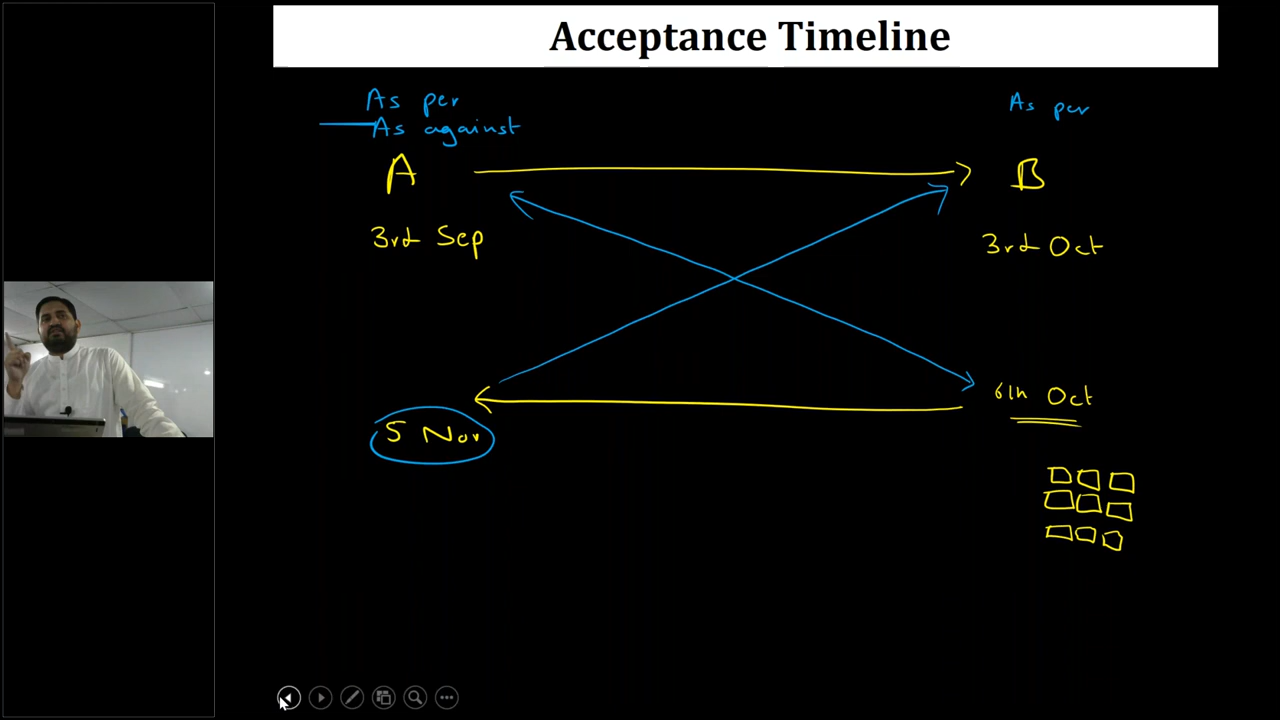 Acceptance Timeline
As per
As per
As against
A
B
3rd Sep
3rd Oct
6th Oct
5 Nov